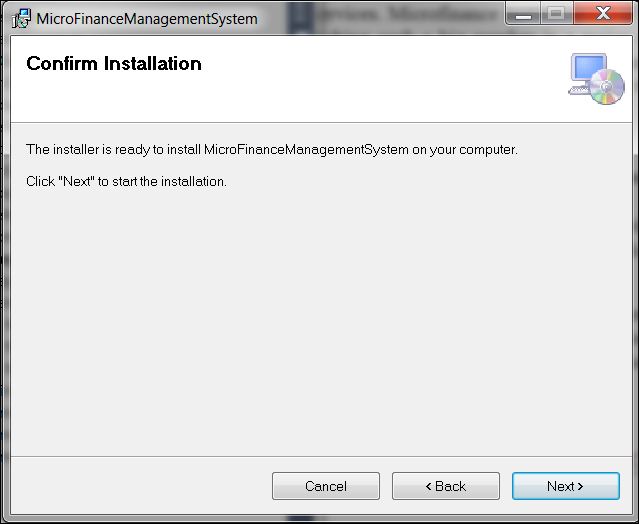 MicroFinanceManagementSystem
Confirm Installation
The installer is ready to install MicroFinanceManagementSystem on your computer.
Click "Next" to start the installation.
Cancel
< Back
Next >